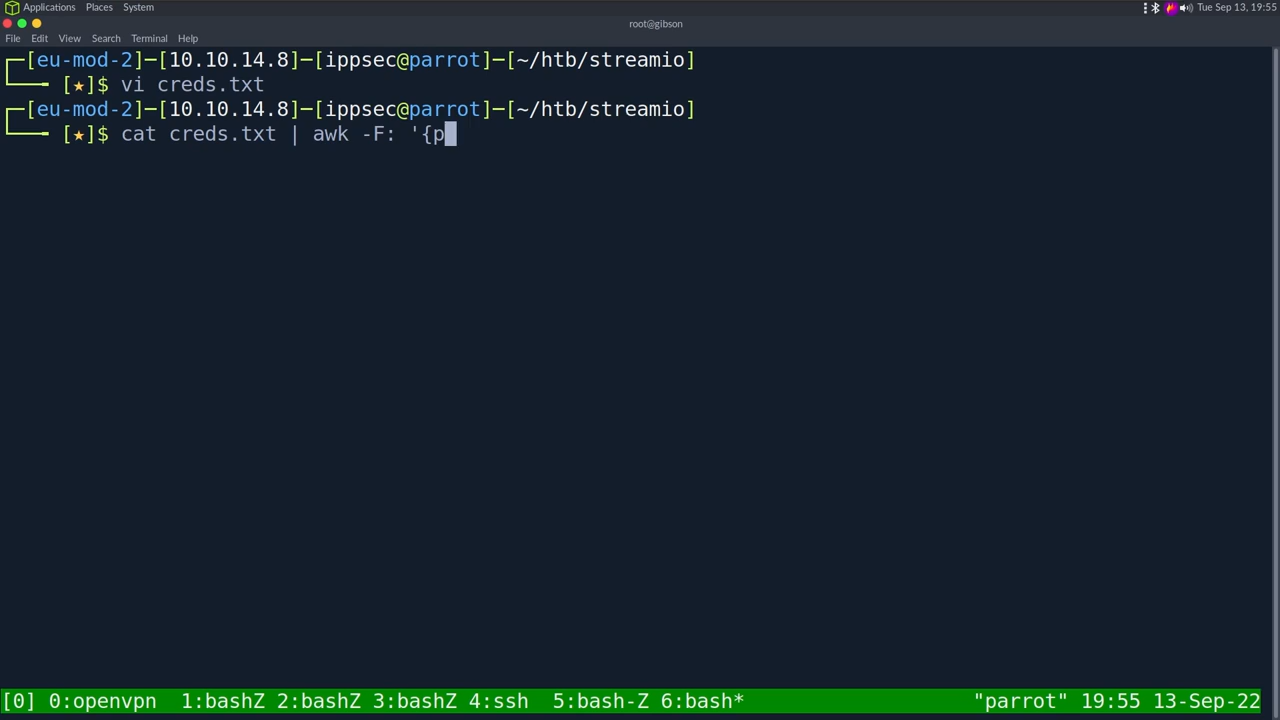 Applications Places System Tue Sep 13, 19:55
root@gibson
File Edit View Search Terminal Help
┌─[eu-mod-2]─[10.10.14.8]─[ippsec@parrot]─[~/htb/streamio]
└──╼ [★]$ vi creds.txt
┌─[eu-mod-2]─[10.10.14.8]─[ippsec@parrot]─[~/htb/streamio]
└──╼ [★]$ cat creds.txt | awk -F: '{p
[0] 0:openvpn 1:bashZ 2:bashZ 3:bashZ 4:ssh 5:bash-Z 6:bash* "parrot" 19:55 13-Sep-22